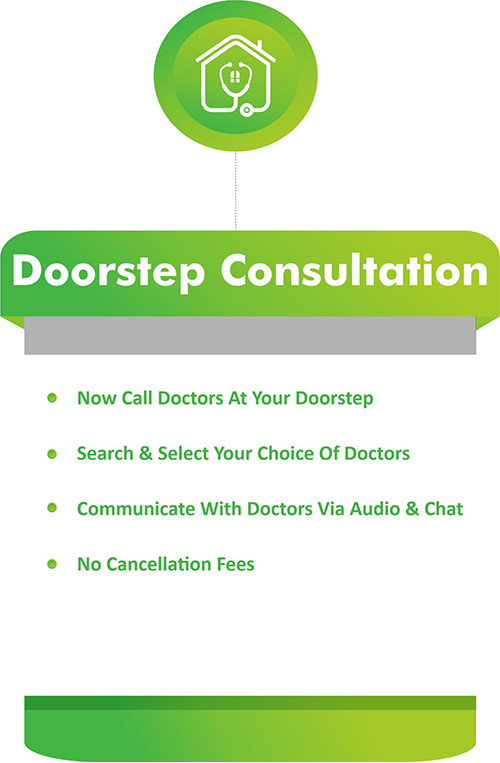 Doorstep Consultation
Now Call Doctors At Your Doorstep
Search & Select Your Choice Of Doctors
Communicate With Doctors Via Audio & Chat
No Cancellation Fees